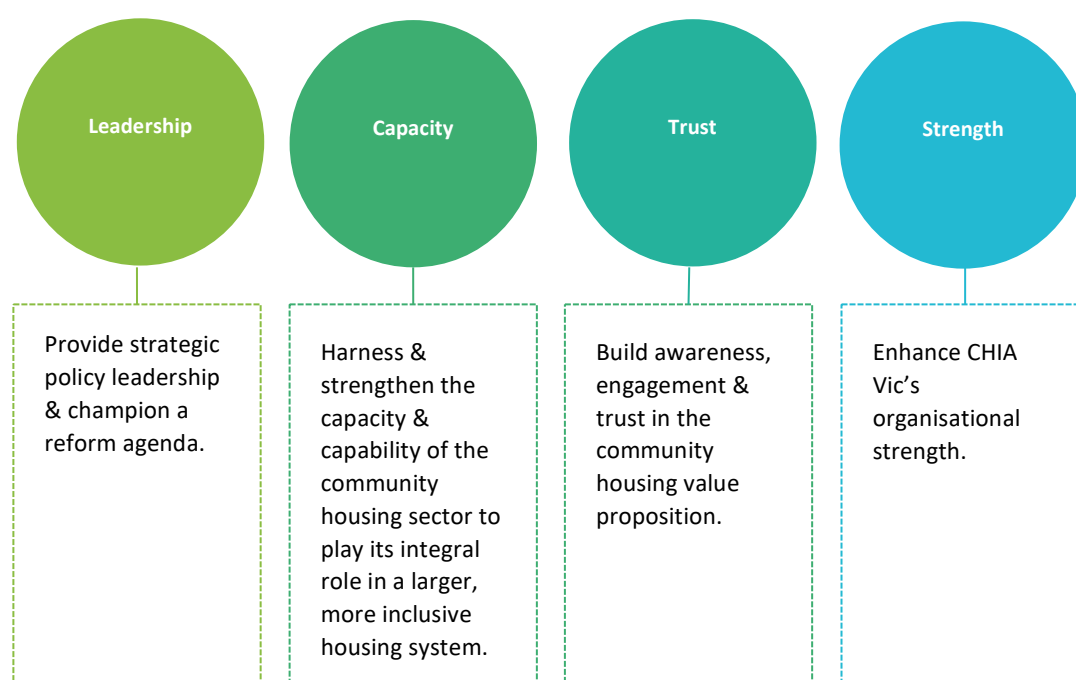 Leadership
Capacity
Trust
Strength
Provide strategic
policy leadership
& champion a
reform agenda.
Harness &
strengthen the
capacity &
capability of the
community
housing sector to
play its integral
role in a larger,
more inclusive
housing system.
Build awareness,
engagement &
trust in the
community
housing value
proposition.
Enhance CHIA
Vic’s
organisational
strength.